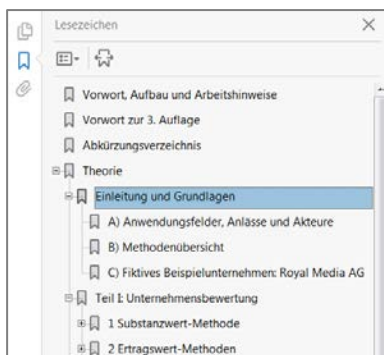 Lesezeichen
Vorwort, Aufbau und Arbeitshinweise
Vorwort zur 3. Auflage
Abkürzungsverzeichnis
Theorie
Einleitung und Grundlagen
A) Anwendungsfelder, Anlässe und Akteure
B) Methodenübersicht
C) Fiktives Beispielunternehmen: Royal Media AG
Teil I: Unternehmensbewertung
1 Substanzwert-Methode
2 Ertragswert-Methoden